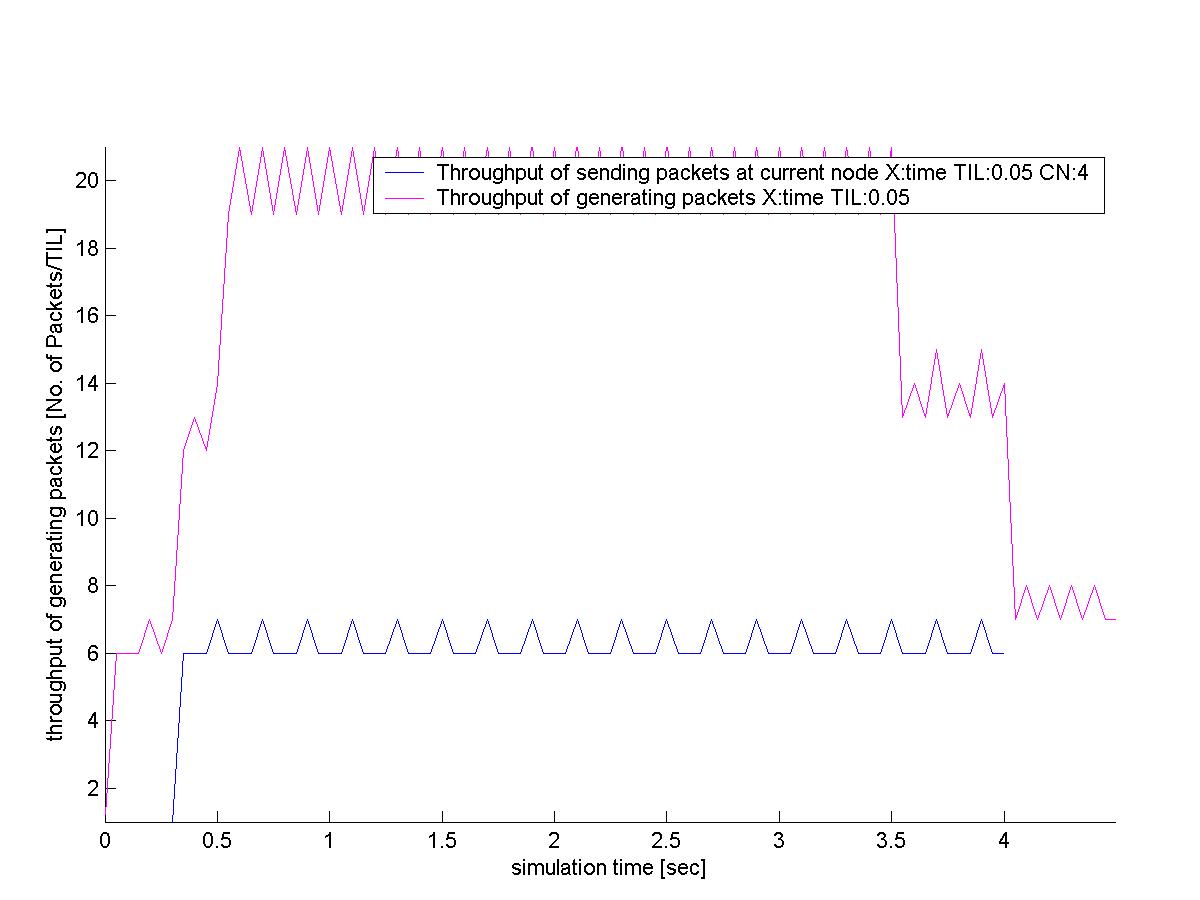 Throughput of sending packets at current node X:time TIL:0.05 CN:4
Throughput of generating packets X:time TIL:0.05
throughput of generating packets [No. of Packets/TIL]
20
18
16
14
12
10
8
6
4
2
0 0.5 1 1.5 2 2.5 3 3.5 4
simulation time [sec]